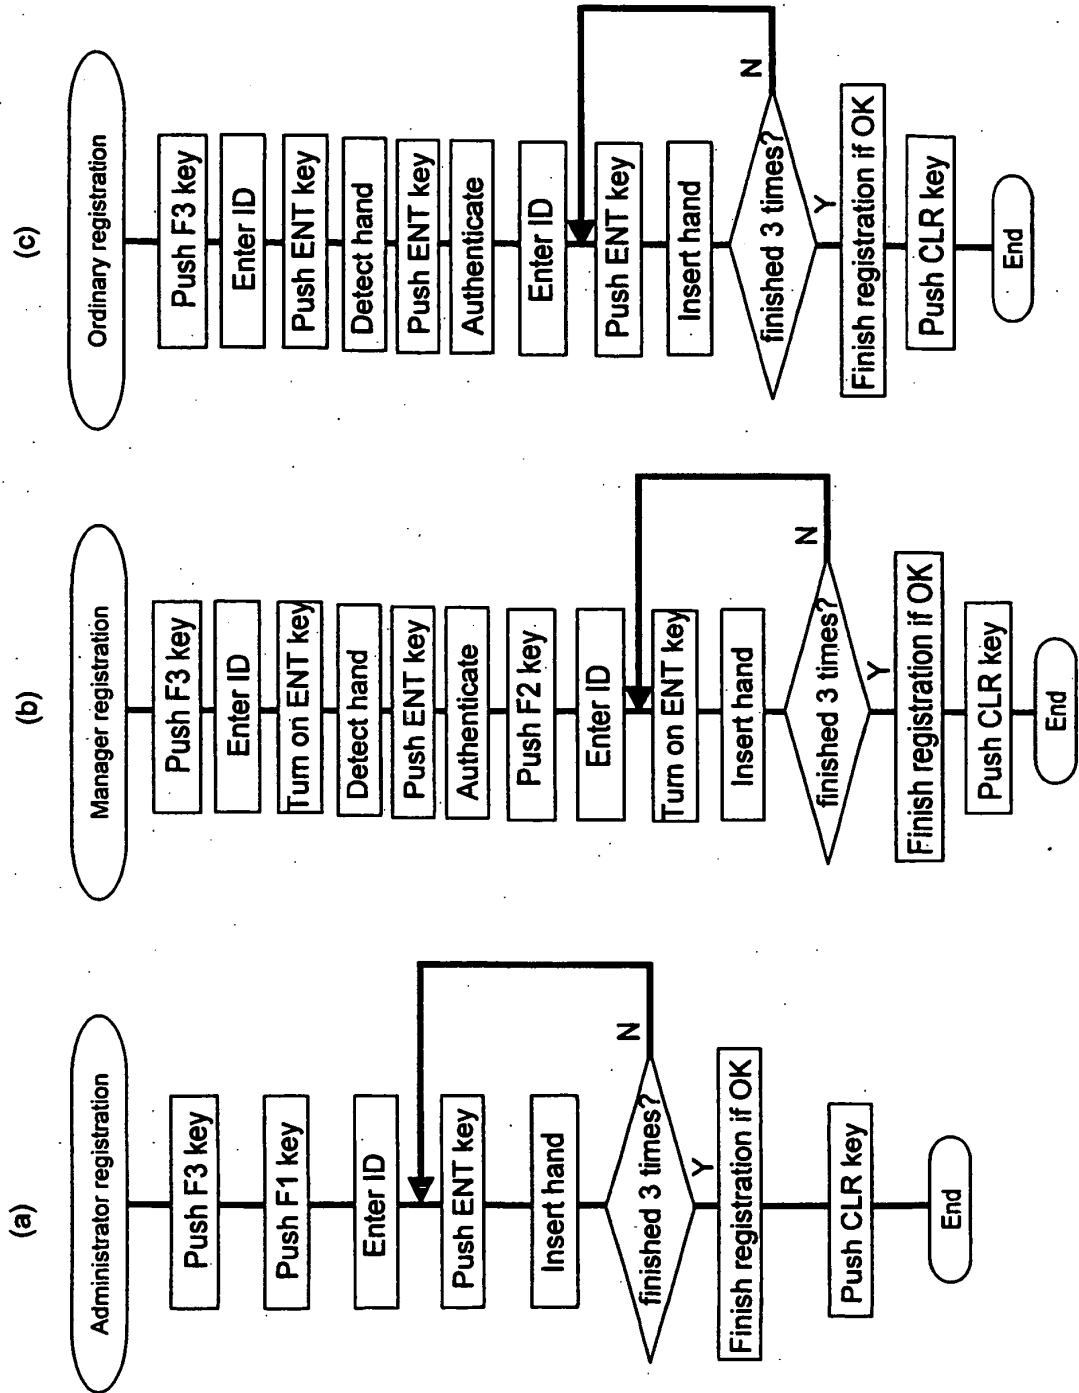 (a)
Administrator registration
Push F3 key
Push F1 key
Enter ID
Push ENT key
Insert hand
finished 3 times?
N
Y
Finish registration if OK
Push CLR key
End
(b)
Manager registration
Push F3 key
Enter ID
Turn on ENT key
Detect hand
Push ENT key
Authenticate
Push F2 key
Enter ID
Turn on ENT key
Insert hand
finished 3 times?
N
Y
Finish registration if OK
Push CLR key
End
(c)
Ordinary registration
Push F3 key
Enter ID
Push ENT key
Detect hand
Push ENT key
Authenticate
Enter ID
Push ENT key
Insert hand
finished 3 times?
N
Y
Finish registration if OK
Push CLR key
End